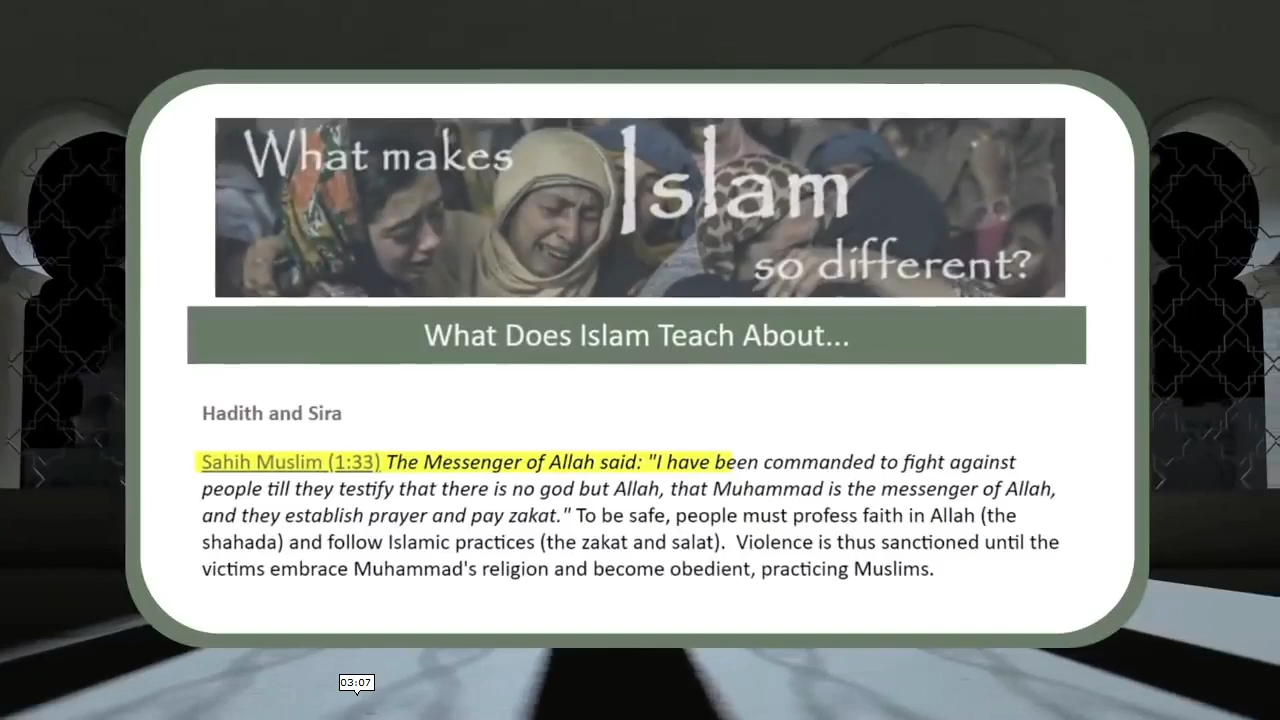 What makes Islam
so different?
What Does Islam Teach About...
Hadith and Sira
Sahih Muslim (1:33) The Messenger of Allah said: "I have been commanded to fight against
people till they testify that there is no god but Allah, that Muhammad is the messenger of Allah,
and they establish prayer and pay zakat." To be safe, people must profess faith in Allah (the
shahada) and follow Islamic practices (the zakat and salat).  Violence is thus sanctioned until the
victims embrace Muhammad's religion and become obedient, practicing Muslims.
03:07